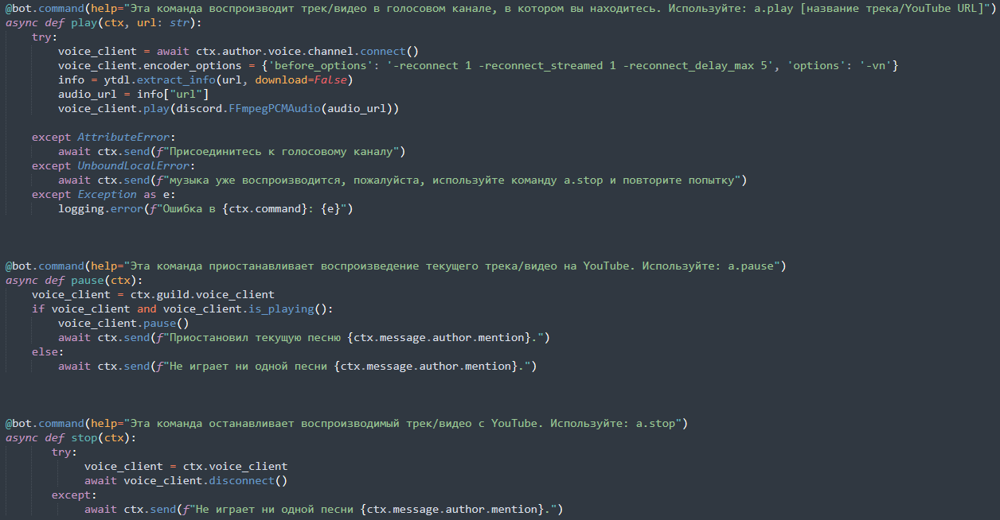 @bot.command(help="Эта команда воспроизводит трек/видео в голосовом канале, в котором вы находитесь. Используйте: a.play [название трека/YouTube URL]")
async def play(ctx, url: str):
    try:
        voice_client = await ctx.author.voice.channel.connect()
        voice_client.encoder_options = {'before_options': '-reconnect 1 -reconnect_streamed 1 -reconnect_delay_max 5', 'options': '-vn'}
        info = ytdl.extract_info(url, download=False)
        audio_url = info["url"]
        voice_client.play(discord.FFmpegPCMAudio(audio_url))
    except AttributeError:
        await ctx.send(f"Присоединитесь к голосовому каналу")
    except UnboundLocalError:
        await ctx.send(f"музыка уже воспроизводится, пожалуйста, используйте команду a.stop и повторите попытку")
    except Exception as e:
        logging.error(f"Ошибка в {ctx.command}: {e}")
@bot.command(help="Эта команда приостанавливает воспроизведение текущего трека/видео на YouTube. Используйте: a.pause")
async def pause(ctx):
    voice_client = ctx.guild.voice_client
    if voice_client and voice_client.is_playing():
        voice_client.pause()
        await ctx.send(f"Приостановил текущую песню {ctx.message.author.mention}.")
    else:
        await ctx.send(f"Не играет ни одной песни {ctx.message.author.mention}.")
@bot.command(help="Эта команда останавливает воспроизводимый трек/видео с YouTube. Используйте: a.stop")
async def stop(ctx):
       try:
            voice_client = ctx.voice_client
            await voice_client.disconnect()
       except:
            await ctx.send(f"Не играет ни одной песни {ctx.message.author.mention}.")